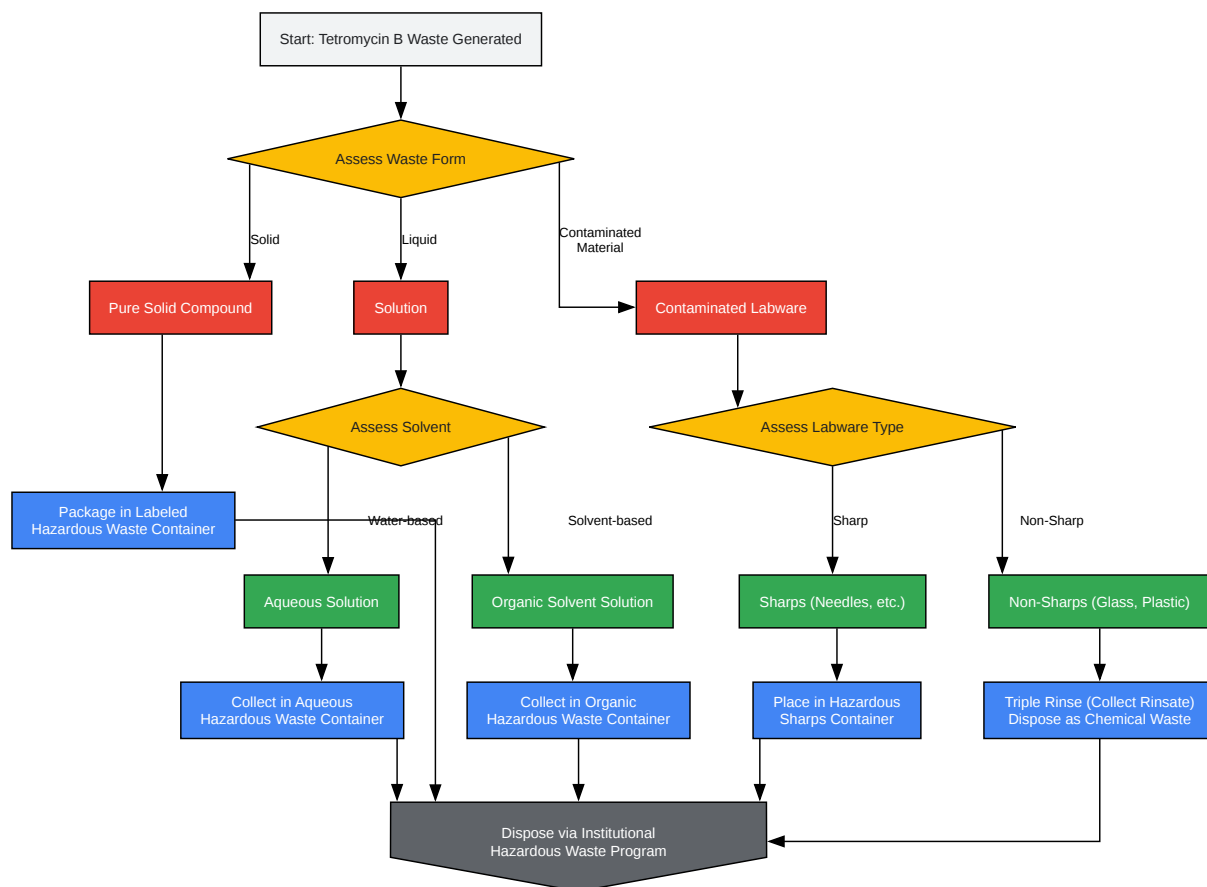 Start: Tetromycin B Waste Generated
Assess Waste Form
Solid
Liquid
Contaminated
Material
Pure Solid Compound
Solution
Contaminated Labware
Assess Solvent
Assess Labware Type
Package in Labeled
Hazardous Waste Container
Water-based
Solvent-based
Sharp
Non-Sharp
Aqueous Solution
Organic Solvent Solution
Sharps (Needles, etc.)
Non-Sharps (Glass, Plastic)
Collect in Aqueous
Hazardous Waste Container
Collect in Organic
Hazardous Waste Container
Place in Hazardous
Sharps Container
Triple Rinse (Collect Rinsate)
Dispose as Chemical Waste
Dispose via Institutional
Hazardous Waste Program